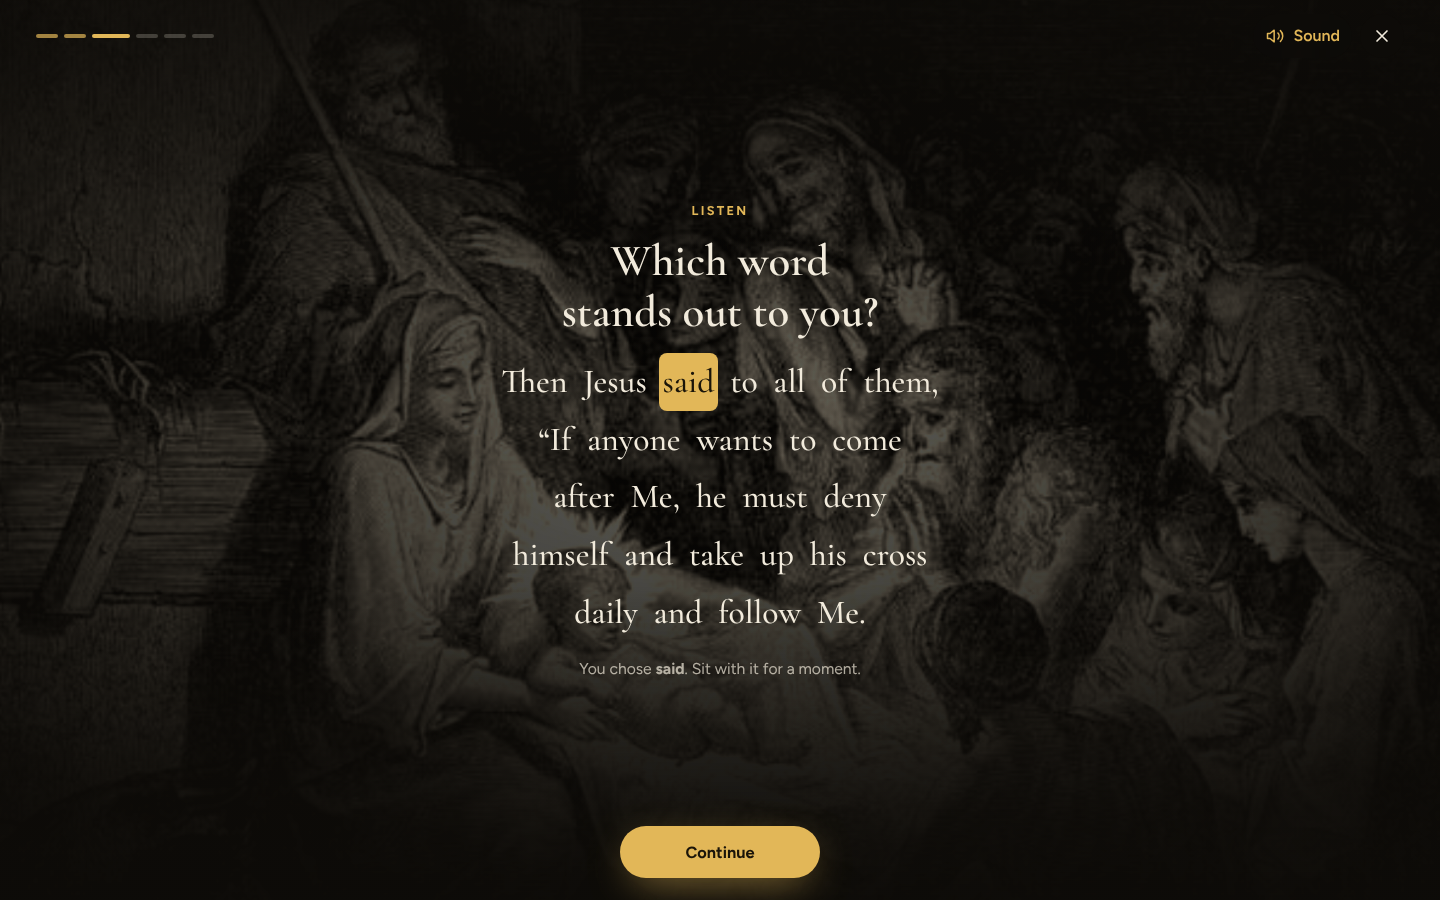 Sound
LISTEN
Which word
stands out to you?
Then Jesus said to all of them,
“If anyone wants to come
after Me, he must deny
himself and take up his cross
daily and follow Me.
You chose said. Sit with it for a moment.
Continue